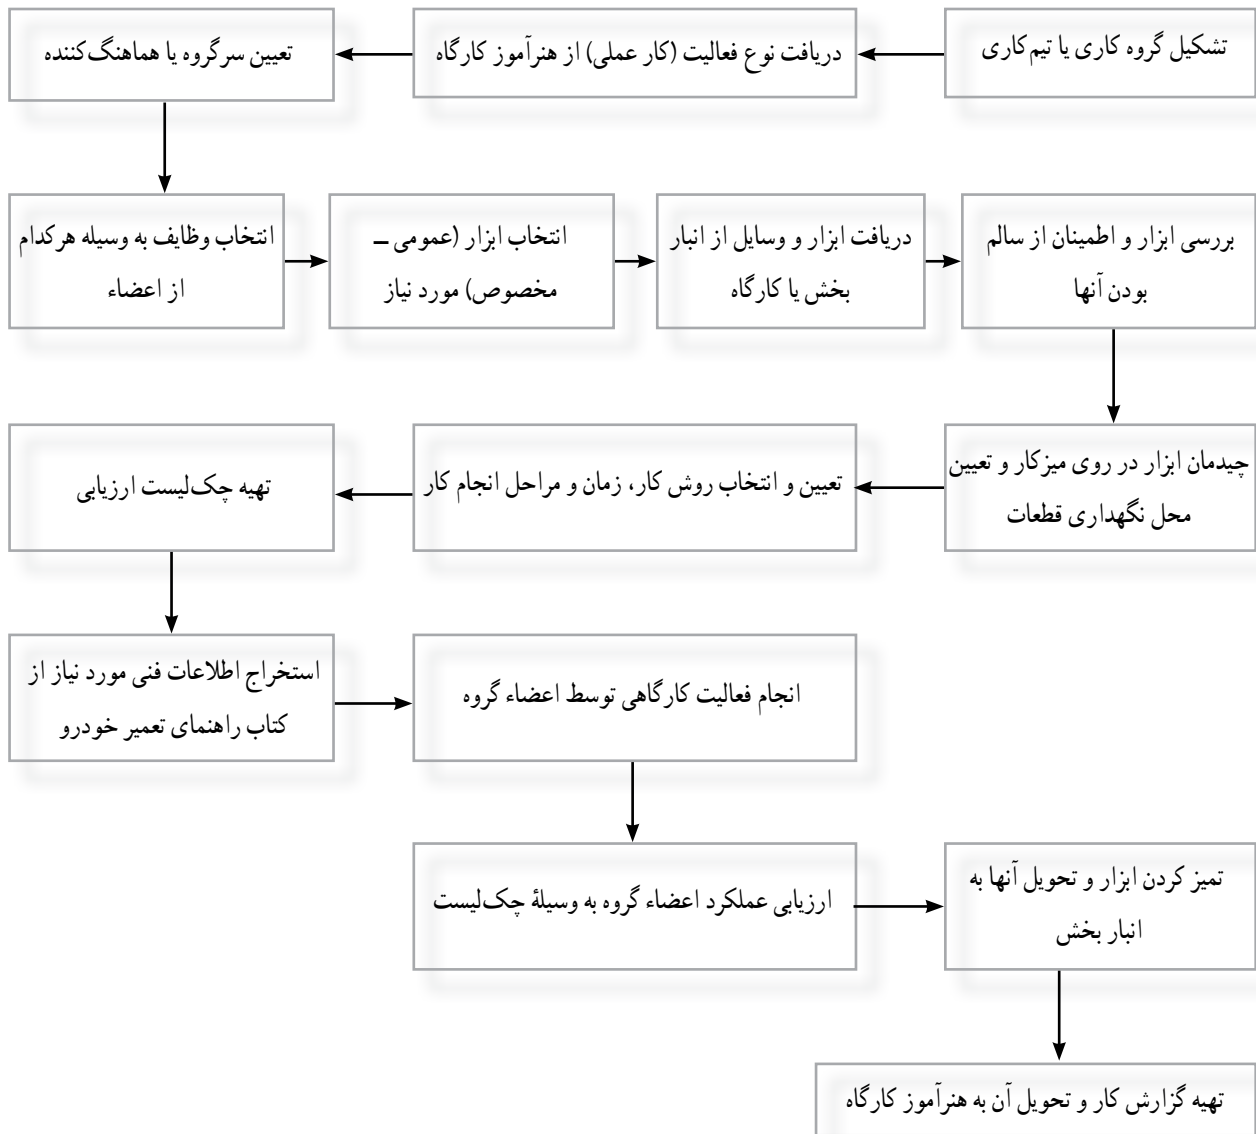 تشکیل گروه کاری یا تیم‌کاری
دریافت نوع فعالیت (کار عملی) از هنرآموز کارگاه
تعیین سرگروه یا هماهنگ‌کننده
انتخاب وظایف به وسیله هرکدام
از اعضاء
انتخاب ابزار (عمومی ــ
مخصوص) مورد نیاز
دریافت ابزار و وسایل از انبار
بخش یا کارگاه
بررسی ابزار و اطمینان از سالم
بودن آنها
چیدمان ابزار در روی میزکار و تعیین
محل نگهداری قطعات
تعیین و انتخاب روش کار، زمان و مراحل انجام کار
تهیه چک‌لیست ارزیابی
استخراج اطلاعات فنی مورد نیاز از
کتاب راهنمای تعمیر خودرو
انجام فعالیت کارگاهی توسط اعضاء گروه
ارزیابی عملکرد اعضاء گروه به وسیلهٔ چک‌لیست
تمیز کردن ابزار و تحویل آنها به
انبار بخش
تهیه گزارش کار و تحویل آن به هنرآموز کارگاه